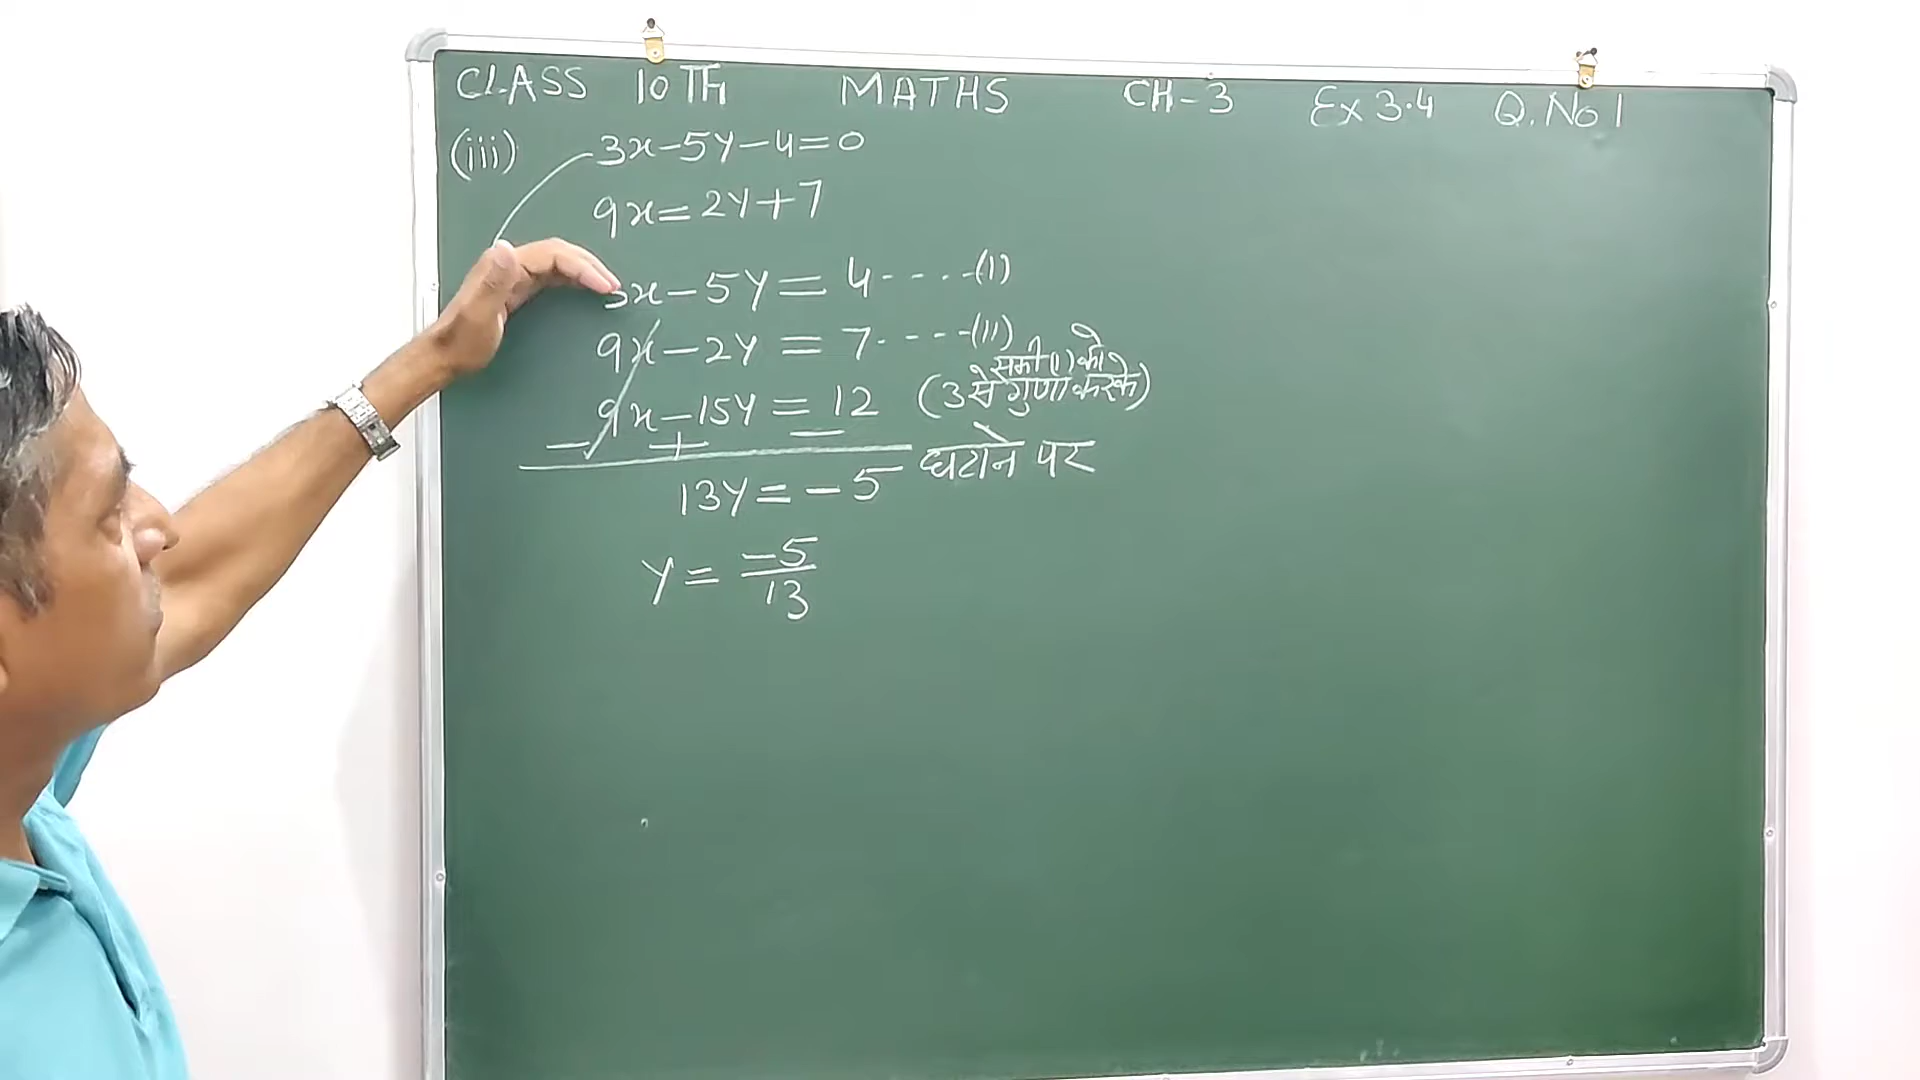 CLASS 10TH MATHS CH-3 Ex 3.4 Q.No 1
(iii) 3x-5y-4=0
9x=2y+7
3x-5y=4----(I)
9x-2y=7----(II)
समी (I) को
9x-15y=12 (3 से गुणा करके)
- + -
13y=-5 घटाने पर
y=-5/13